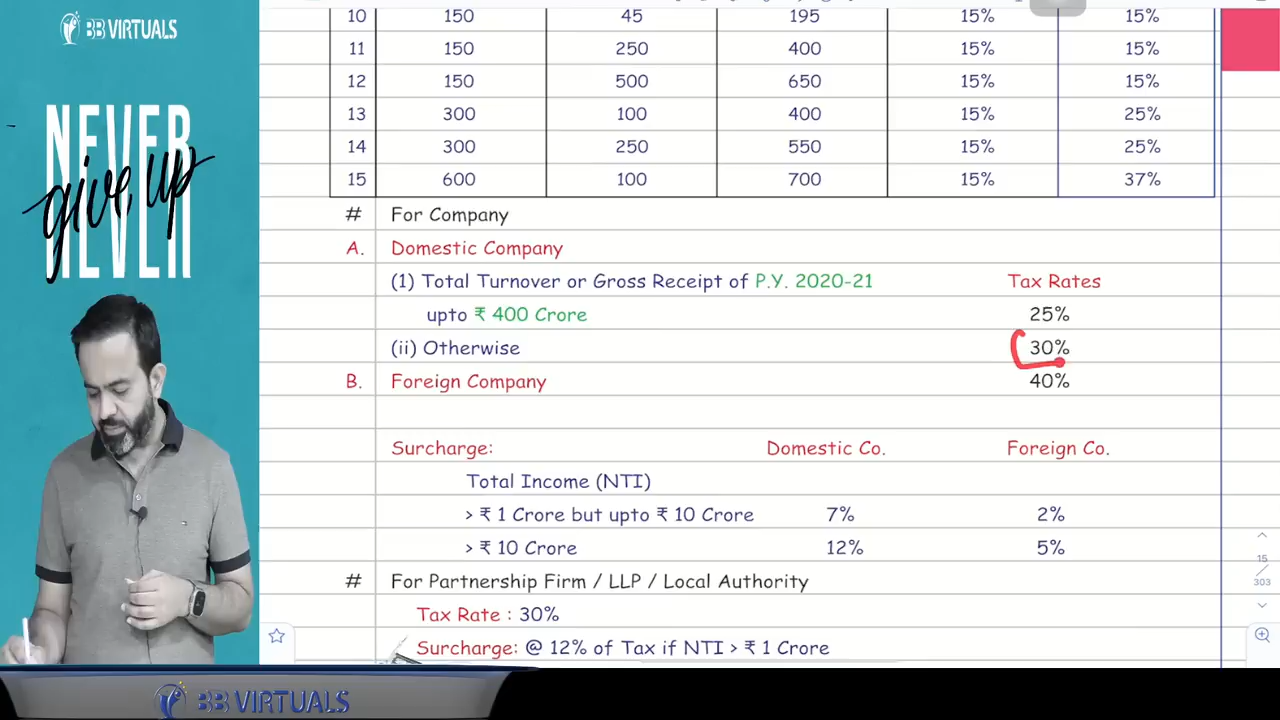 BB VIRTUALS
NEVER
give up
NEVER
10 150 45 195 15% 15%
11 150 250 400 15% 15%
12 150 500 650 15% 15%
13 300 100 400 15% 25%
14 300 250 550 15% 25%
15 600 100 700 15% 37%
# For Company
A. Domestic Company
(1) Total Turnover or Gross Receipt of P.Y. 2020-21 Tax Rates
upto ₹ 400 Crore 25%
(ii) Otherwise 30%
B. Foreign Company 40%
Surcharge: Domestic Co. Foreign Co.
Total Income (NTI)
> ₹ 1 Crore but upto ₹ 10 Crore 7% 2%
> ₹ 10 Crore 12% 5%
# For Partnership Firm / LLP / Local Authority
Tax Rate : 30%
Surcharge: @ 12% of Tax if NTI > ₹ 1 Crore
15
/
303
BB VIRTUALS